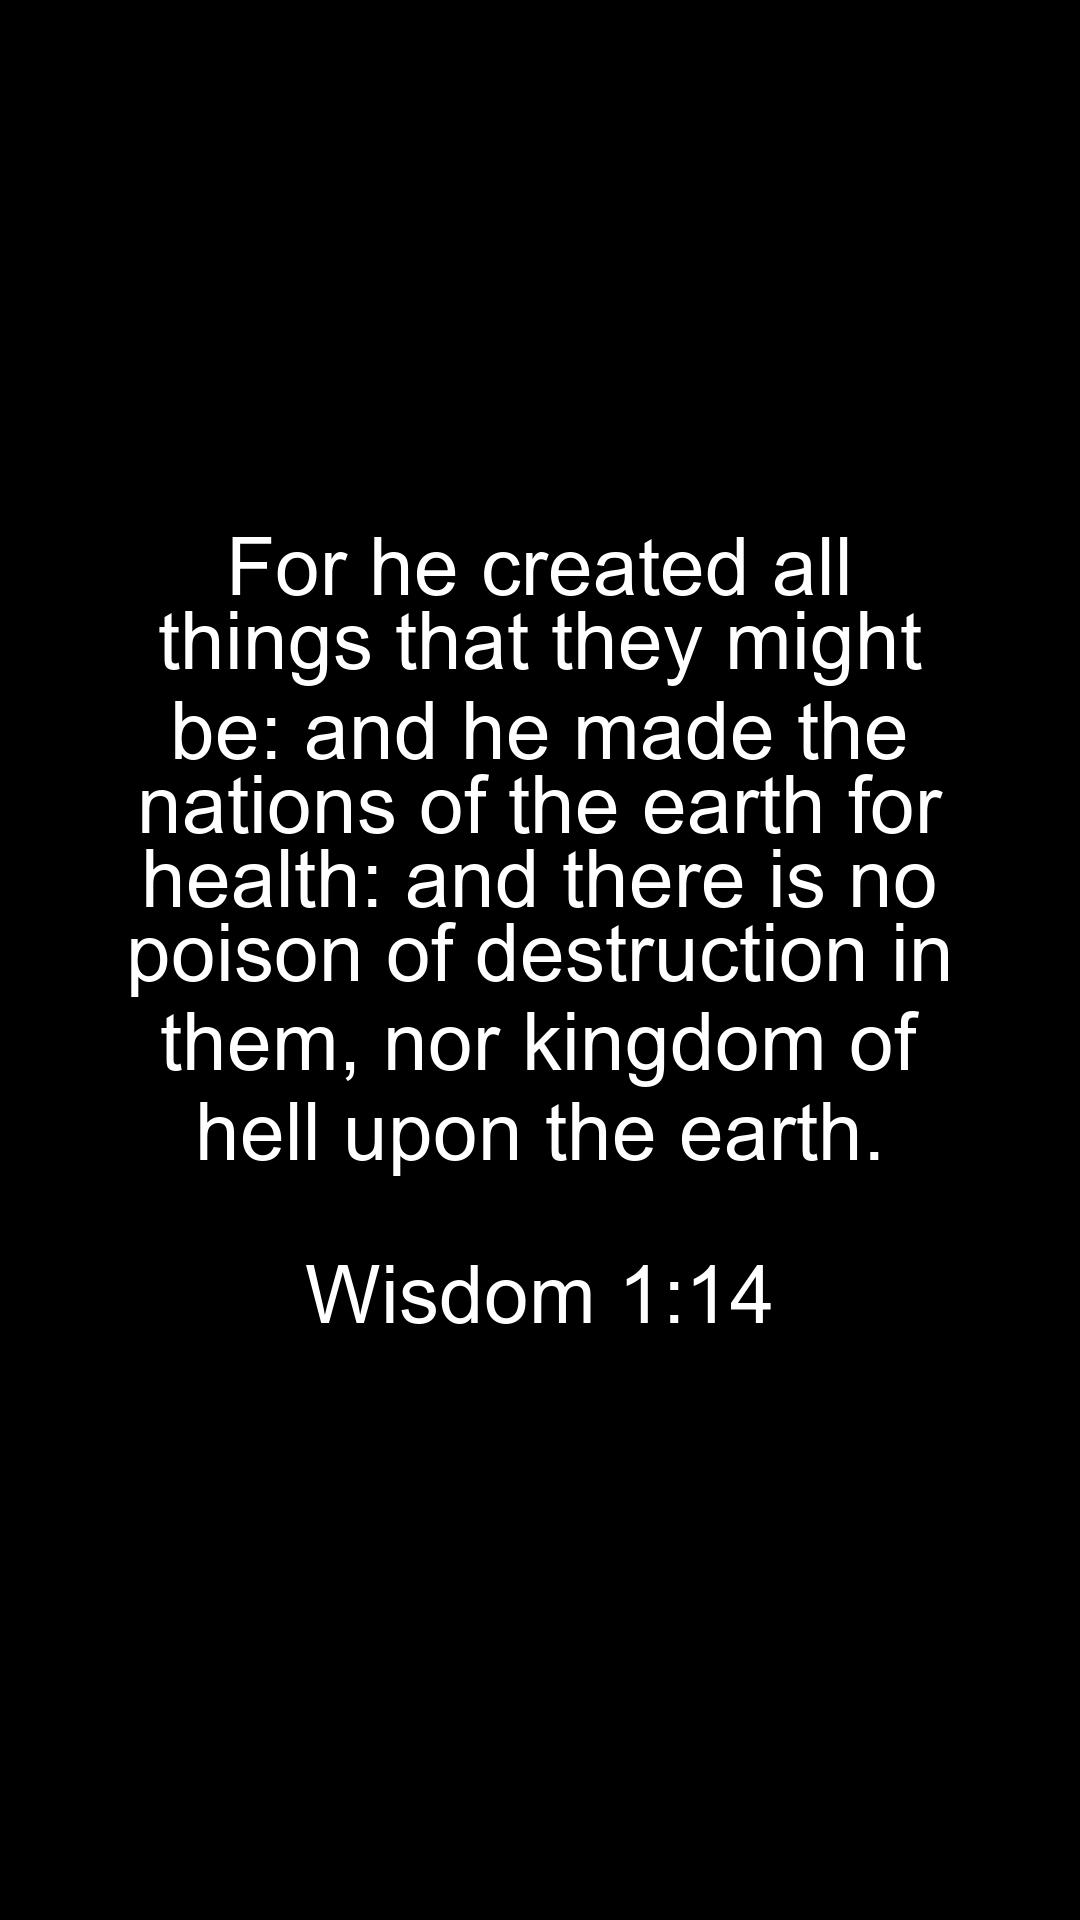 For he created all
things that they might
be: and he made the
nations of the earth for
health: and there is no
poison of destruction in
them, nor kingdom of
hell upon the earth.
Wisdom 1:14